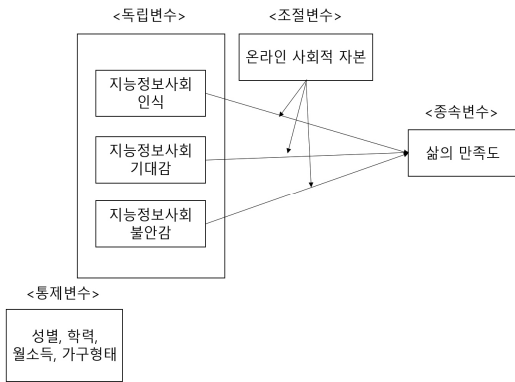 <독립변수>
<조절변수>
온라인 사회적 자본
지능정보사회
인식
<종속변수>
지능정보사회
기대감
삶의 만족도
지능정보사회
불안감
<통제변수>
성별, 학력,
월소득, 가구형태